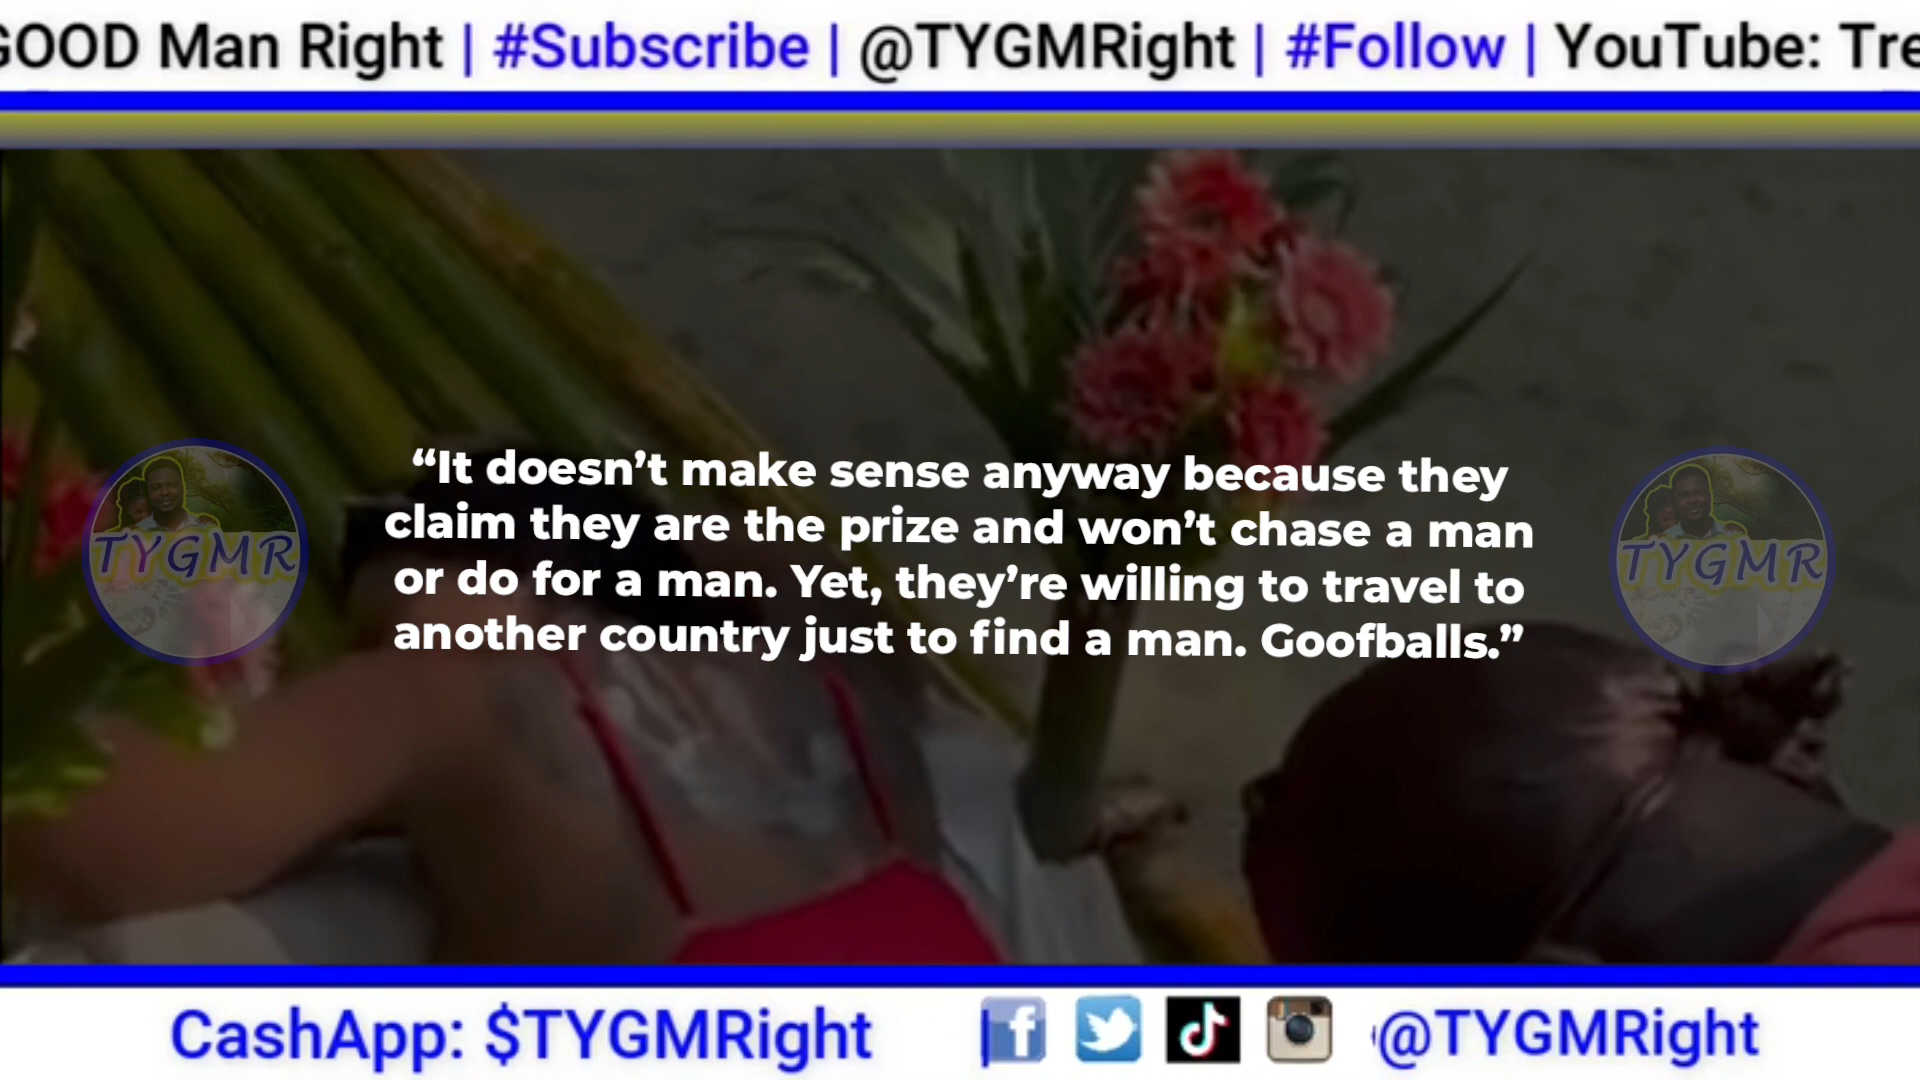 GOOD Man Right | #Subscribe | @TYGMRight | #Follow | YouTube: Tre
“It doesn’t make sense anyway because they
claim they are the prize and won’t chase a man
or do for a man. Yet, they’re willing to travel to
another country just to find a man. Goofballs.”
TYGMR
TYGMR
CashApp: $TYGMRight | @TYGMRight